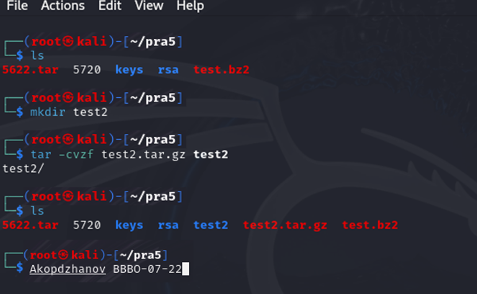 File Actions Edit View Help
┌──(root㉿kali)-[~/pra5]
└─$ ls
5622.tar 5720 keys rsa test.bz2
┌──(root㉿kali)-[~/pra5]
└─$ mkdir test2
┌──(root㉿kali)-[~/pra5]
└─$ tar -cvzf test2.tar.gz test2
test2/
┌──(root㉿kali)-[~/pra5]
└─$ ls
5622.tar 5720 keys rsa test2 test2.tar.gz test.bz2
┌──(root㉿kali)-[~/pra5]
└─$ Akopdzhanov BBBO-07-22